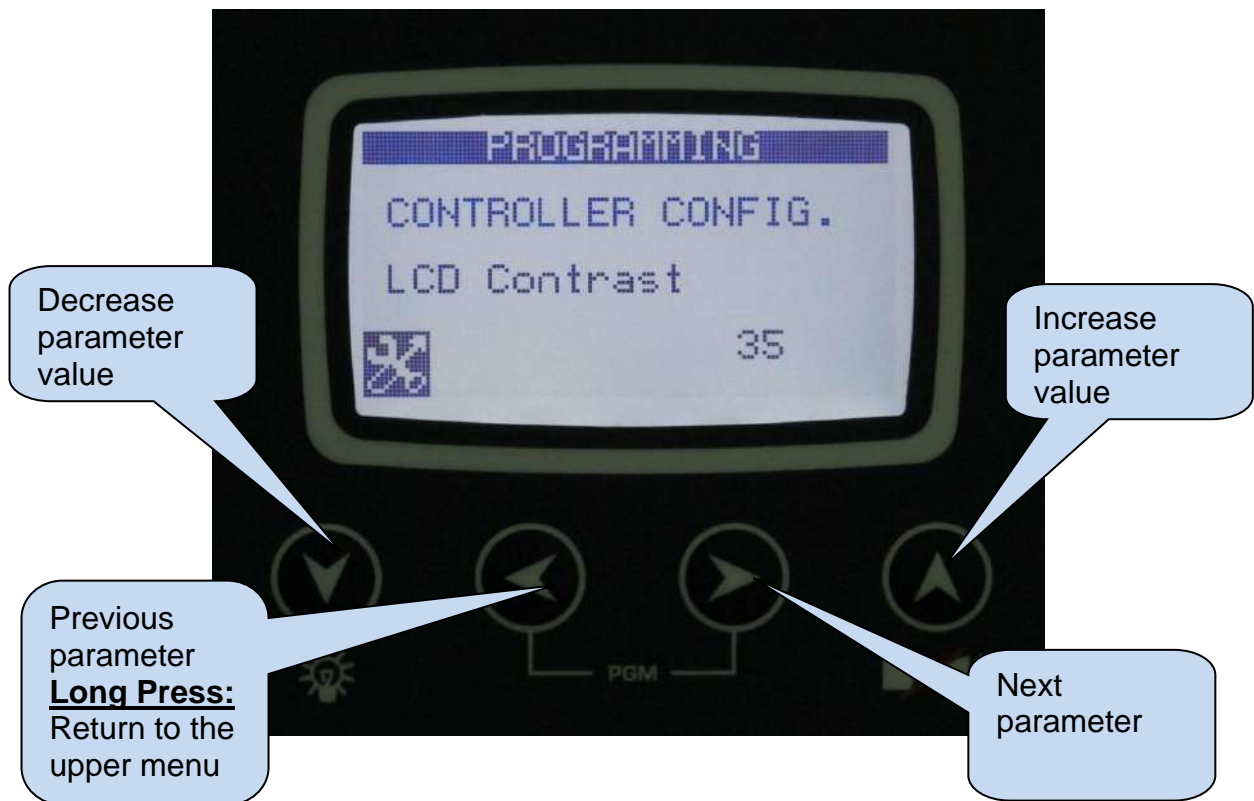 PROGRAMMING
CONTROLLER CONFIG.
LCD Contrast
35
Decrease
parameter
value
Increase
parameter
value
Previous
parameter
Long Press:
Return to the
upper menu
PGM
Next
parameter